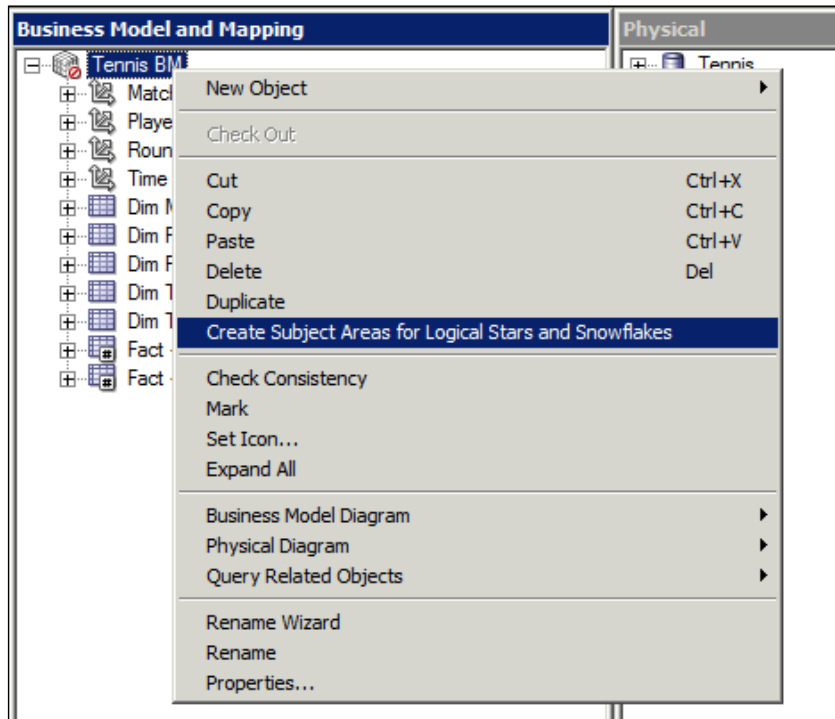 Business Model and Mapping
Physical
Tennis BM
Tennis
Match
Playe
Roun
Time
Dim
Dim
Dim
Dim
Dim
Fact -
Fact -
New Object
Check Out
Cut Ctrl+X
Copy Ctrl+C
Paste Ctrl+V
Delete Del
Duplicate
Create Subject Areas for Logical Stars and Snowflakes
Check Consistency
Mark
Set Icon...
Expand All
Business Model Diagram
Physical Diagram
Query Related Objects
Rename Wizard
Rename
Properties...